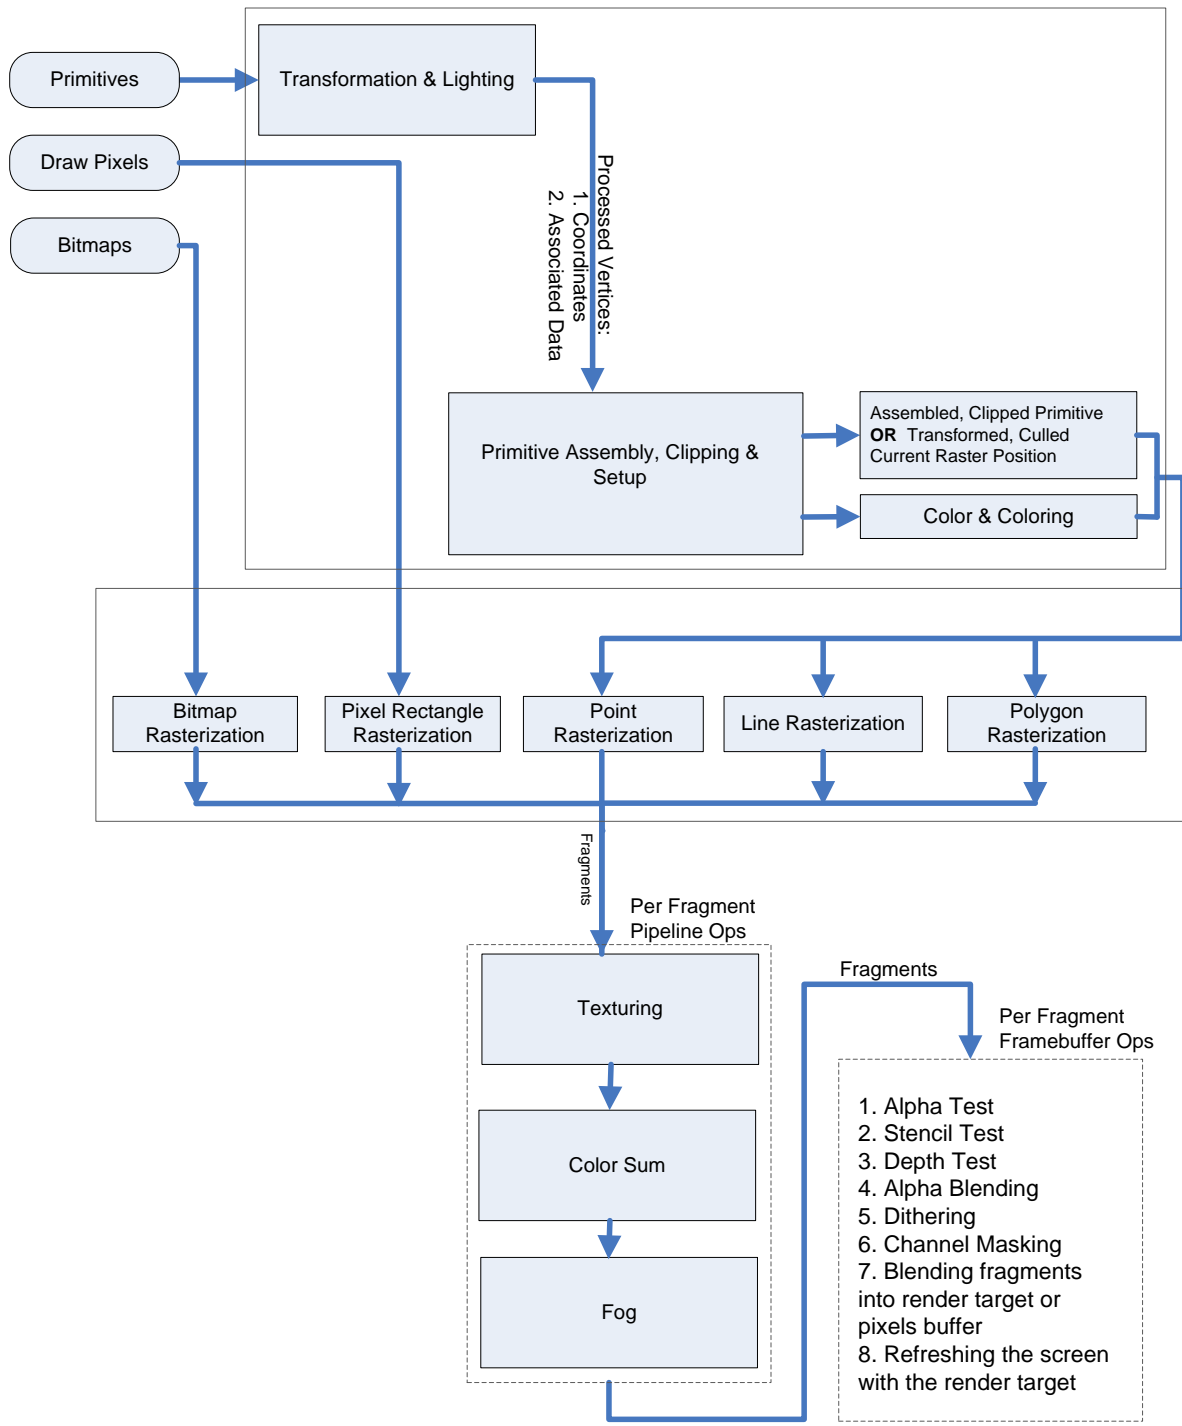 Primitives
Transformation & Lighting
Draw Pixels
Bitmaps
Processed Vertices:
1. Coordinates
2. Associated Data
Primitive Assembly, Clipping &
Setup
Assembled, Clipped Primitive
OR Transformed, Culled
Current Raster Position
Color & Coloring
Bitmap
Rasterization
Pixel Rectangle
Rasterization
Point
Rasterization
Line Rasterization
Polygon
Rasterization
Fragments
Per Fragment
Pipeline Ops
Texturing
Color Sum
Fog
Fragments
Per Fragment
Framebuffer Ops
1. Alpha Test
2. Stencil Test
3. Depth Test
4. Alpha Blending
5. Dithering
6. Channel Masking
7. Blending fragments
into render target or
pixels buffer
8. Refreshing the screen
with the render target